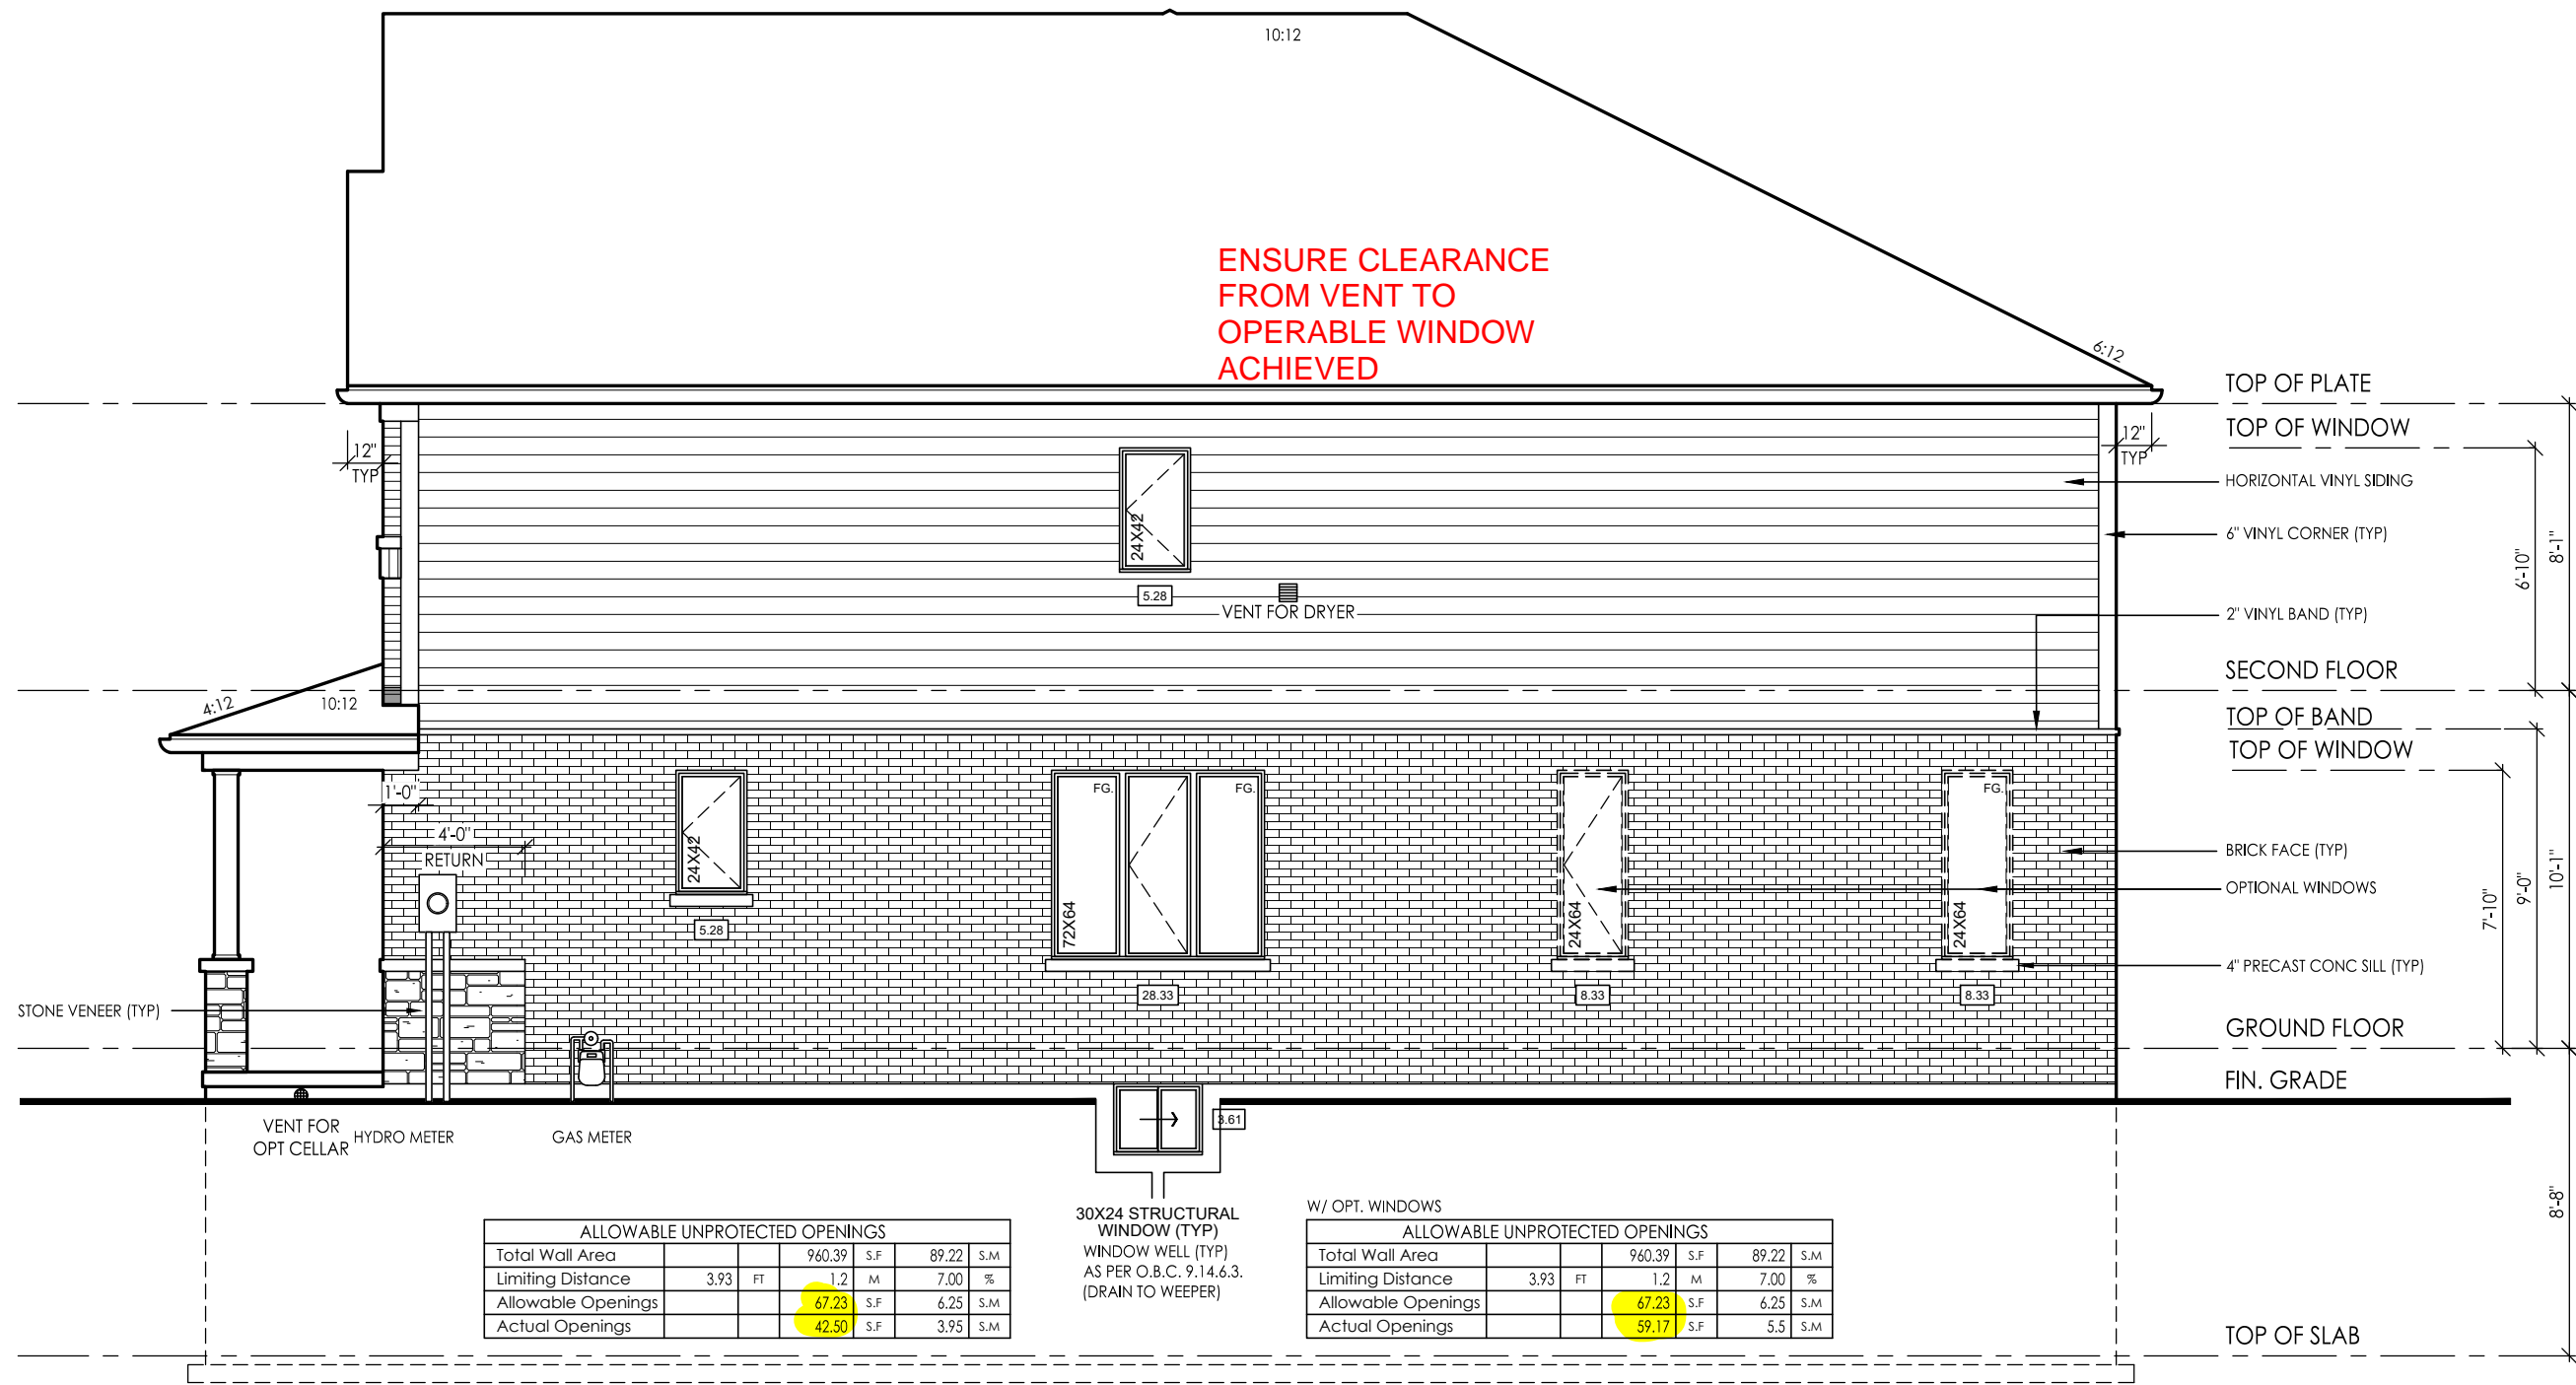 10:12
ENSURE CLEARANCE
FROM VENT TO
OPERABLE WINDOW
ACHIEVED
6:12
TOP OF PLATE
TOP OF WINDOW
12"
TYP
12"
TYP
HORIZONTAL VINYL SIDING
24X42
6" VINYL CORNER (TYP)
6'-10"
8'-1"
5.28
VENT FOR DRYER
2" VINYL BAND (TYP)
SECOND FLOOR
4:12
10:12
TOP OF BAND
TOP OF WINDOW
1'-0"
FG.
FG.
FG.
4'-0"
RETURN
24X42
BRICK FACE (TYP)
OPTIONAL WINDOWS
7'-10"
9'-0"
10'-1"
5.28
72X64
24X64
24X64
4" PRECAST CONC SILL (TYP)
28.33
8.33
8.33
STONE VENEER (TYP)
GROUND FLOOR
FIN. GRADE
VENT FOR
OPT CELLAR
HYDRO METER
GAS METER
3.61
30X24 STRUCTURAL
WINDOW (TYP)
WINDOW WELL (TYP)
AS PER O.B.C. 9.14.6.3.
(DRAIN TO WEEPER)
8'-8"
ALLOWABLE UNPROTECTED OPENINGS
Total Wall Area 960.39 S.F 89.22 S.M
Limiting Distance 3.93 FT 1.2 M 7.00 %
Allowable Openings 67.23 S.F 6.25 S.M
Actual Openings 42.50 S.F 3.95 S.M
W/ OPT. WINDOWS
ALLOWABLE UNPROTECTED OPENINGS
Total Wall Area 960.39 S.F 89.22 S.M
Limiting Distance 3.93 FT 1.2 M 7.00 %
Allowable Openings 67.23 S.F 6.25 S.M
Actual Openings 59.17 S.F 5.5 S.M
TOP OF SLAB